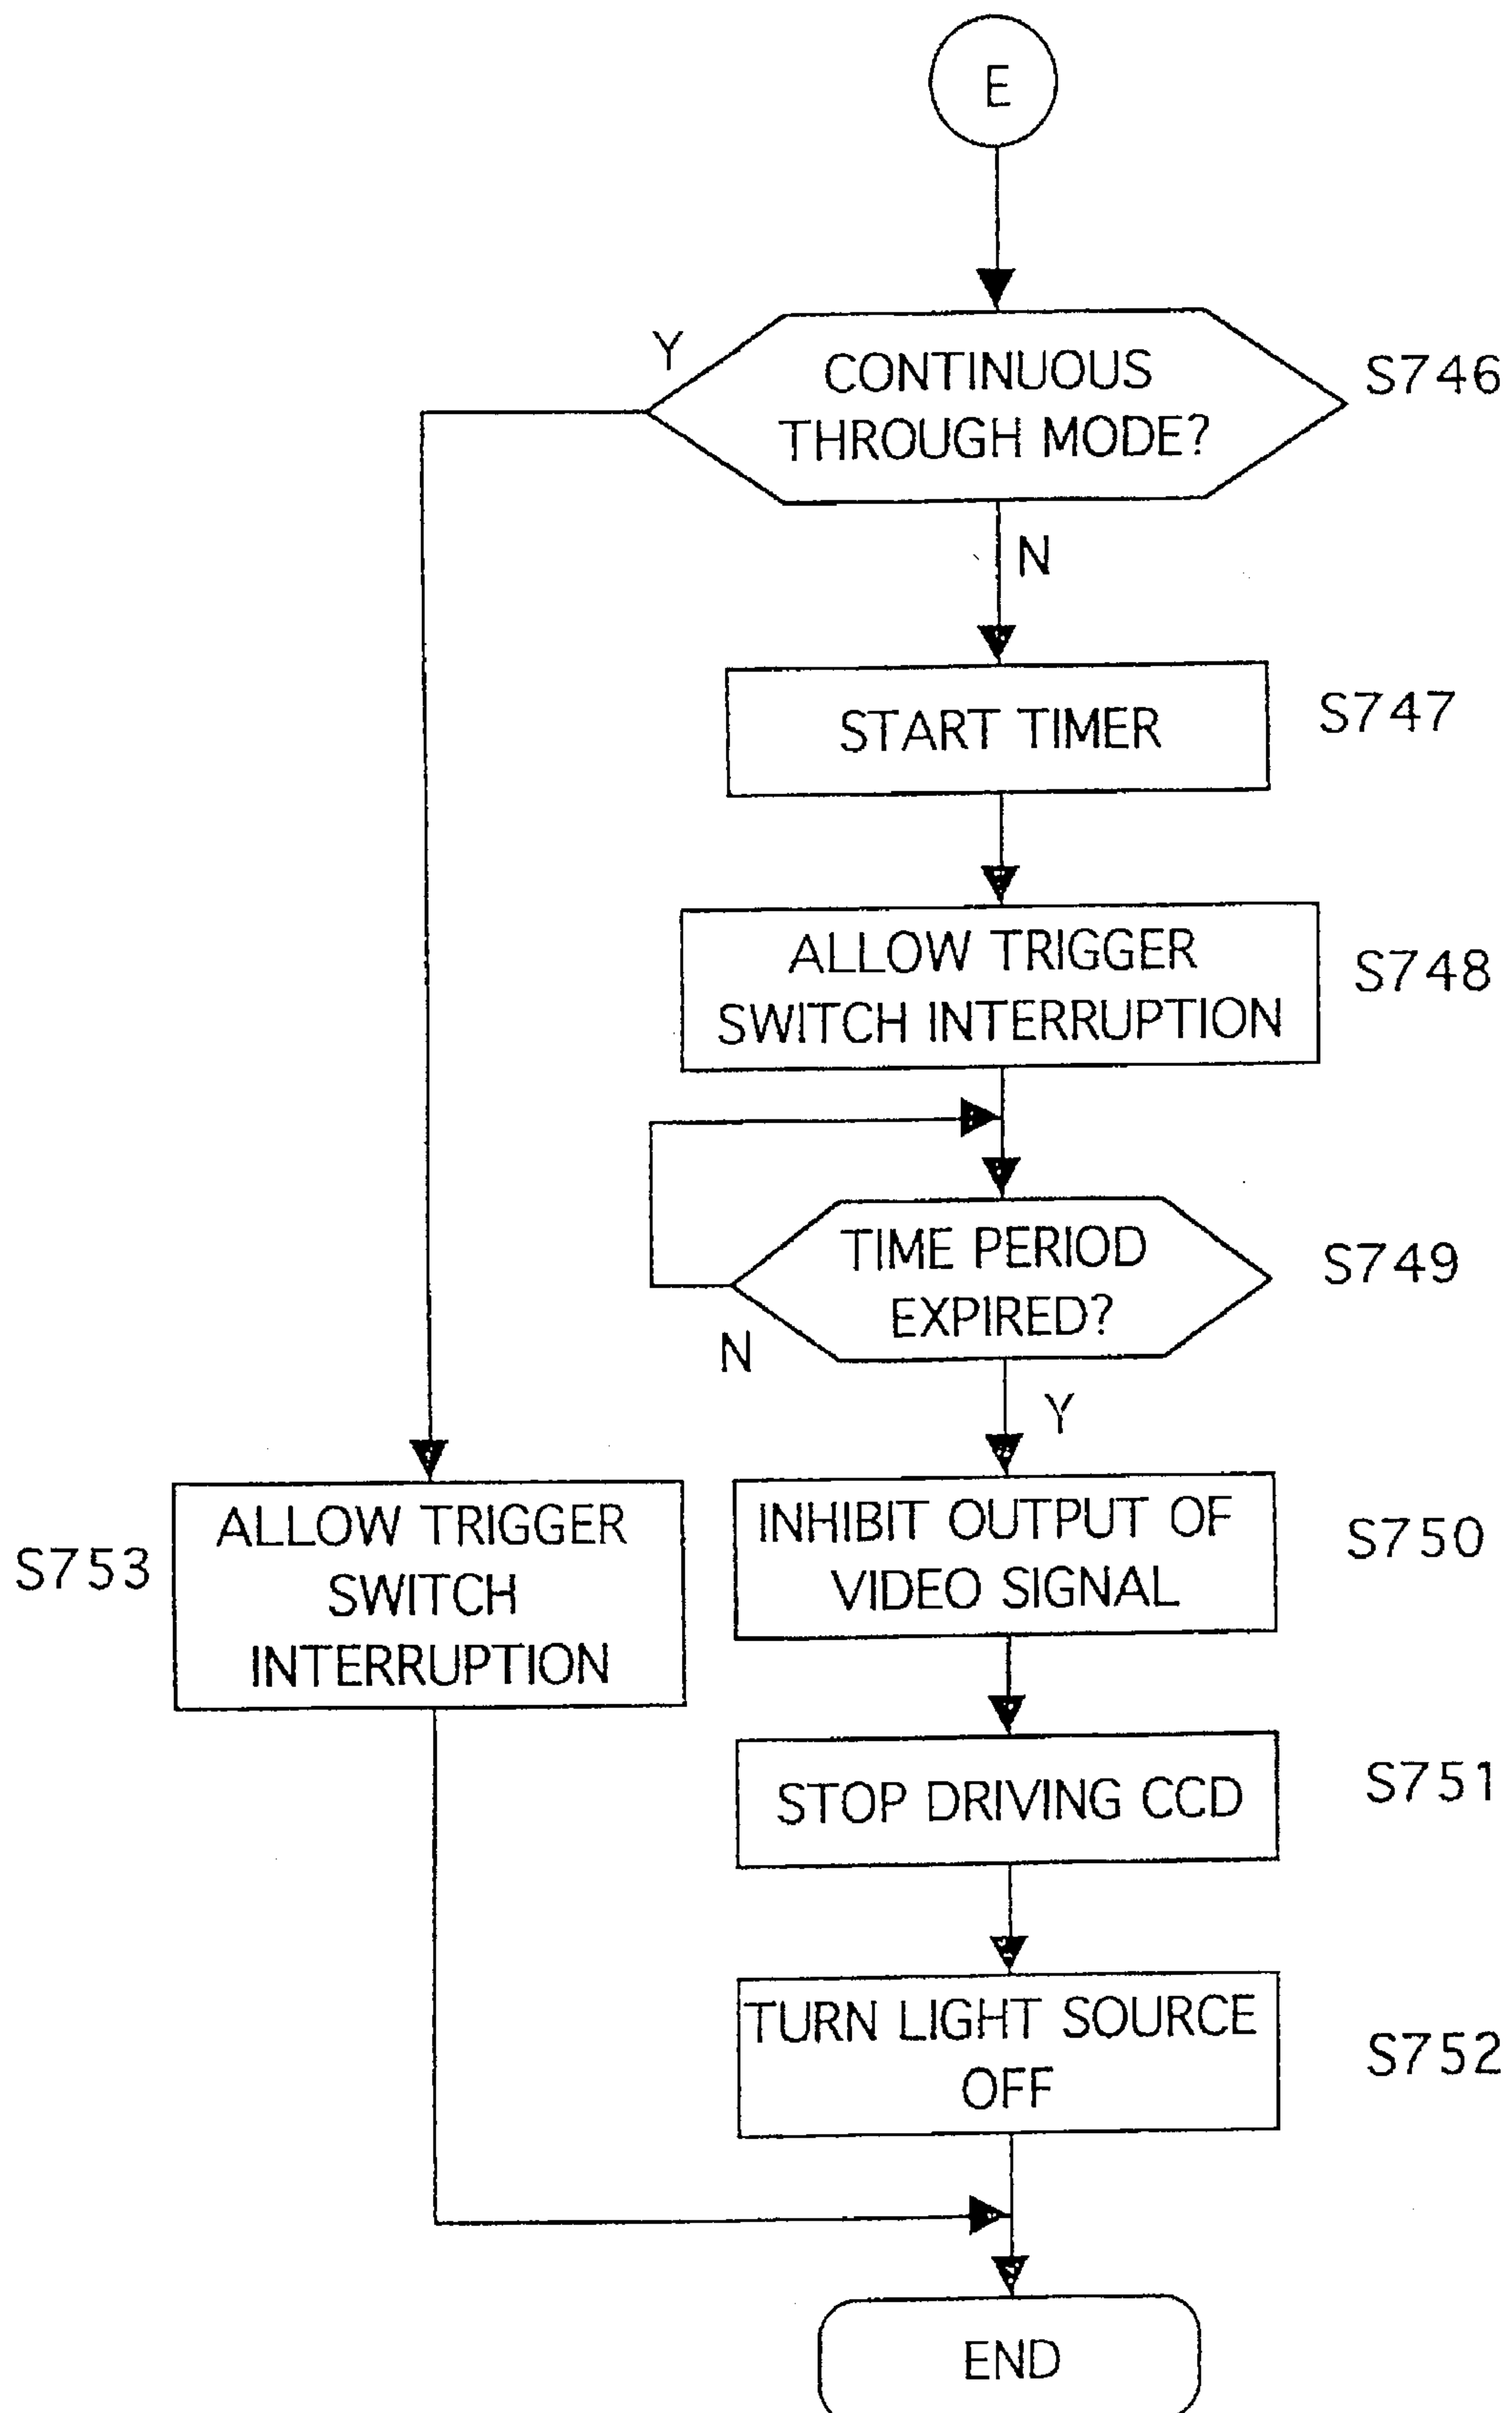 E
Y
CONTINUOUS
THROUGH MODE?
S746
N
START TIMER
S747
ALLOW TRIGGER
SWITCH INTERRUPTION
S748
TIME PERIOD
EXPIRED?
S749
N
Y
S753
ALLOW TRIGGER
SWITCH
INTERRUPTION
INHIBIT OUTPUT OF
VIDEO SIGNAL
S750
STOP DRIVING CCD
S751
TURN LIGHT SOURCE
OFF
S752
END